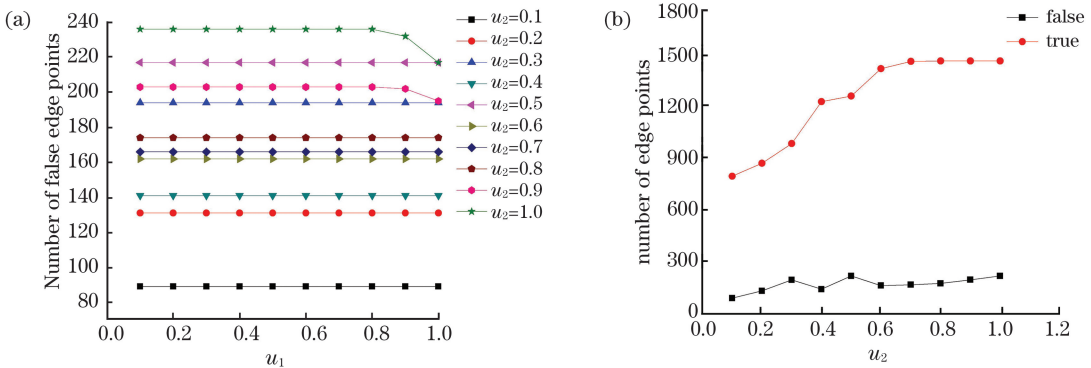 (a)
Number of false edge points
240
220
200
180
160
140
120
100
80
0.0 0.2 0.4 0.6 0.8 1.0
u₁
u₂=0.1
u₂=0.2
u₂=0.3
u₂=0.4
u₂=0.5
u₂=0.6
u₂=0.7
u₂=0.8
u₂=0.9
u₂=1.0
(b)
number of edge points
1800
1500
1200
900
600
300
0
0.0 0.2 0.4 0.6 0.8 1.0 1.2
u₂
false
true